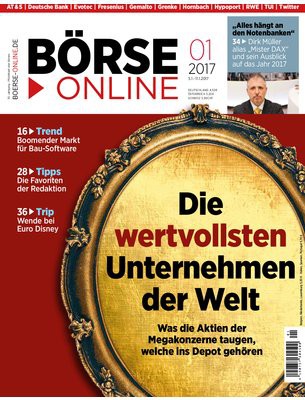 AT&S | Deutsche Bank | Evotec | Fresenius | Gemalto | Grenke | Hornbach | Hypoport | RWE | TUI | Twitter
BOERSE-ONLINE.DE
BÖRSE
ONLINE
01
2017
„Alles hängt an
den Notenbanken“
34 Dirk Müller
alias „Mister DAX“
und sein Ausblick
auf das Jahr 2017
16 Trend
Boomender Markt
für Bau-Software
28 Tipps
Die Favoriten
der Redaktion
36 Trip
Wende bei
Euro Disney
Die
wertvollsten
Unternehmen
der Welt
Was die Aktien der
Megakonzerne taugen,
welche ins Depot gehören